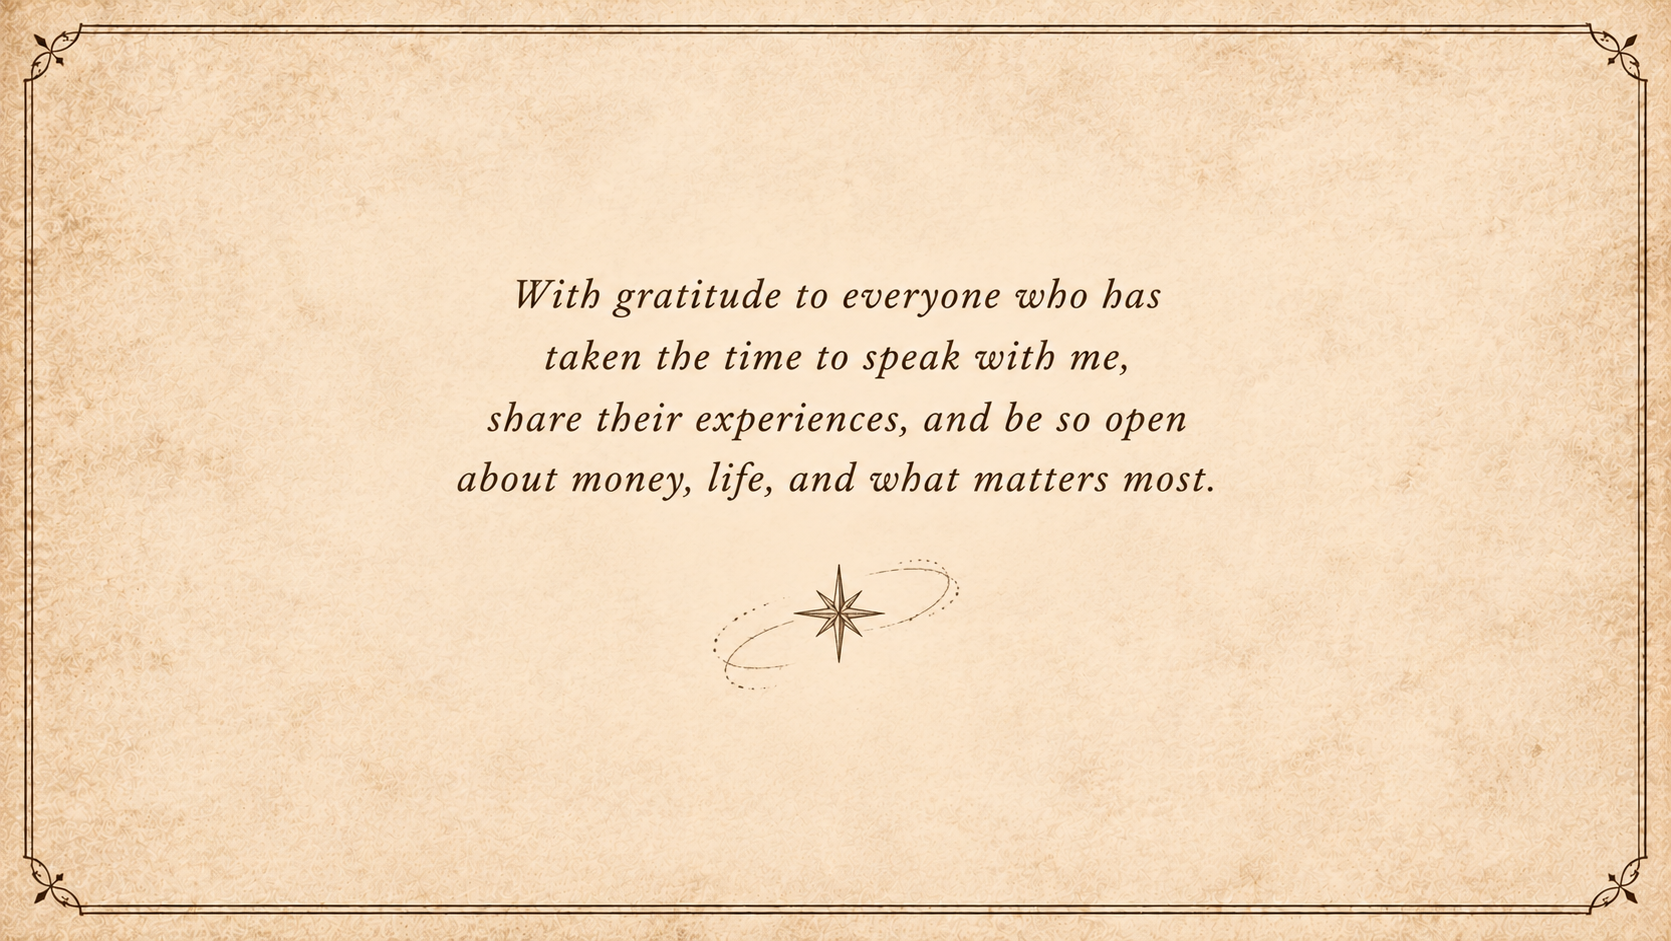 With gratitude to everyone who has
taken the time to speak with me,
share their experiences, and be so open
about money, life, and what matters most.